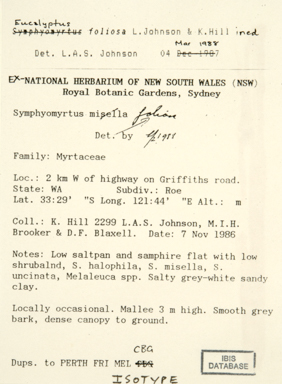 Eucalyptus
Symphyomyrtus foliosa L.Johnson & K.Hill ined
Mar 1988
Det. L.A.S. Johnson 04 Dec 1987
EX-NATIONAL HERBARIUM OF NEW SOUTH WALES (NSW)
Royal Botanic Gardens, Sydney
Symphyomyrtus misella foliosa
Det. by 4/1988
Family: Myrtaceae
Loc.: 2 km W of highway on Griffiths road.
State: WA Subdiv.: Roe
Lat. 33:29' "S Long. 121:44' "E Alt.: m
Coll.: K. Hill 2299 L.A.S. Johnson, M.I.H.
Brooker & D.F. Blaxell. Date: 7 Nov 1986
Notes: Low saltpan and samphire flat with low
shrubalnd, S. halophila, S. misella, S.
uncinata, Melaleuca spp. Salty grey-white sandy
clay.
Locally occasional. Mallee 3 m high. Smooth grey
bark, dense canopy to ground.
CBG
Dups. to PERTH FRI MEL CBG
ISOTYPE
IBIS
DATABASE